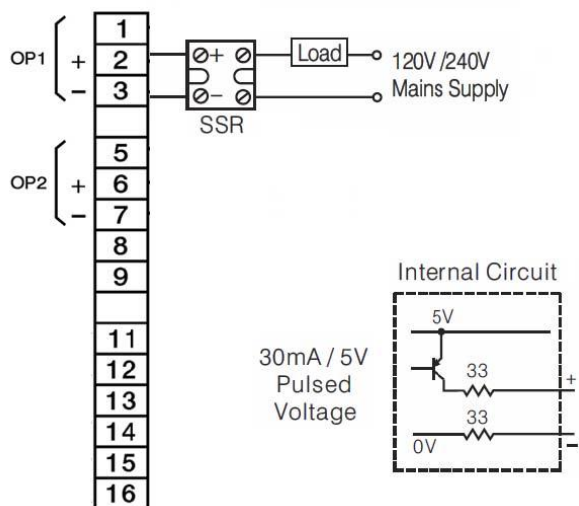 1
OP1
+
2
−
3
+
−
SSR
Load
120V/240V
Mains Supply
5
OP2
+
6
−
7
8
9
11
12
13
14
15
16
Internal Circuit
5V
30mA / 5V
Pulsed
Voltage
33
+
33
0V
−